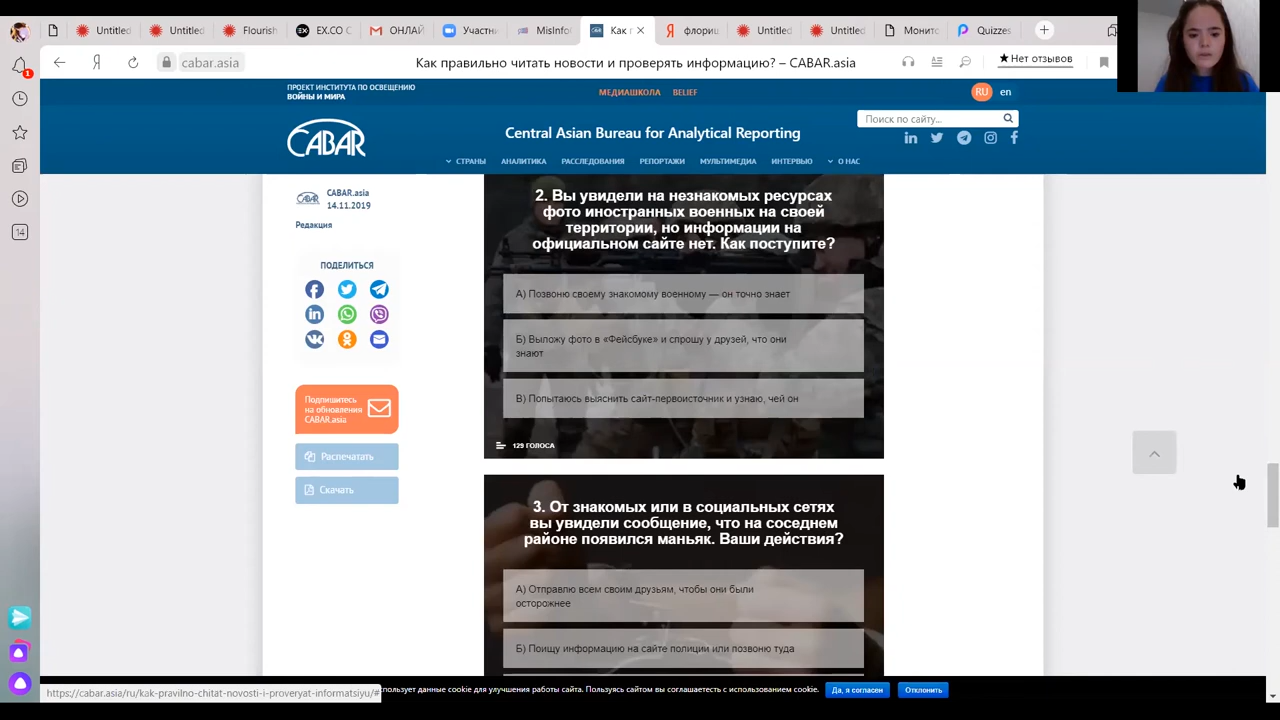 Untitled
Untitled
Flourish
EX.CO
ОНЛАЙ
Участн
MisInfo
Как г
флориш
Untitled
Untitled
Монито
Quizzes
1
cabar.asia
Как правильно читать новости и проверять информацию? – CABAR.asia
★Нет отзывов
14
ПРОЕКТ ИНСТИТУТА ПО ОСВЕЩЕНИЮ
ВОЙНЫ И МИРА
МЕДИАШКОЛА
BELIEF
RU
en
CABAR
Central Asian Bureau for Analytical Reporting
Поиск по сайту...
СТРАНЫ
АНАЛИТИКА
РАССЛЕДОВАНИЯ
РЕПОРТАЖИ
МУЛЬТИМЕДИА
ИНТЕРВЬЮ
О НАС
CABAR
CABAR.asia
14.11.2019
Редакция
ПОДЕЛИТЬСЯ
Подпишитесь
на обновления
CABAR.asia
Распечатать
Скачать
2. Вы увидели на незнакомых ресурсах
фото иностранных военных на своей
территории, но информации на
официальном сайте нет. Как поступите?
А) Позвоню своему знакомому военному — он точно знает
Б) Выложу фото в «Фейсбуке» и спрошу у друзей, что они
знают
В) Попытаюсь выяснить сайт-первоисточник и узнаю, чей он
129 ГОЛОСА
3. От знакомых или в социальных сетях
вы увидели сообщение, что на соседнем
районе появился маньяк. Ваши действия?
А) Отправлю всем своим друзьям, чтобы они были
осторожнее
Б) Поищу информацию на сайте полиции или позвоню туда
https://cabar.asia/ru/kak-pravilno-chitat-novosti-i-proveryat-informatsiyu/#
пользует данные cookie для улучшения работы сайта. Пользуясь сайтом вы соглашаетесь с использованием cookie.
Да, я согласен
Отклонить